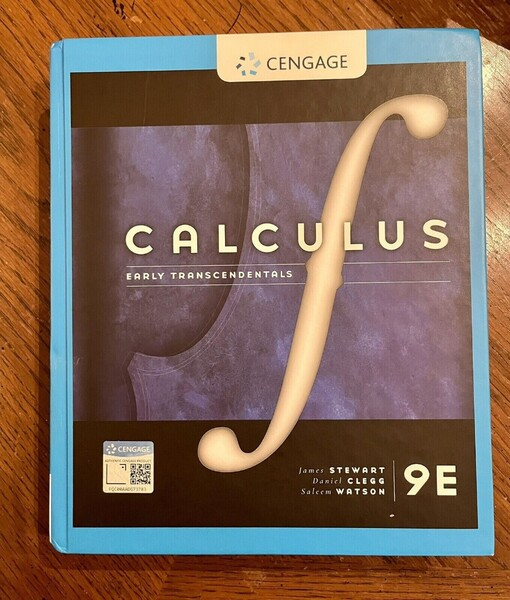 CENGAGE
CALCULUS
EARLY TRANSCENDENTALS
CENGAGE
James STEWART
Daniel CLEGG
Saleem WATSON
9E